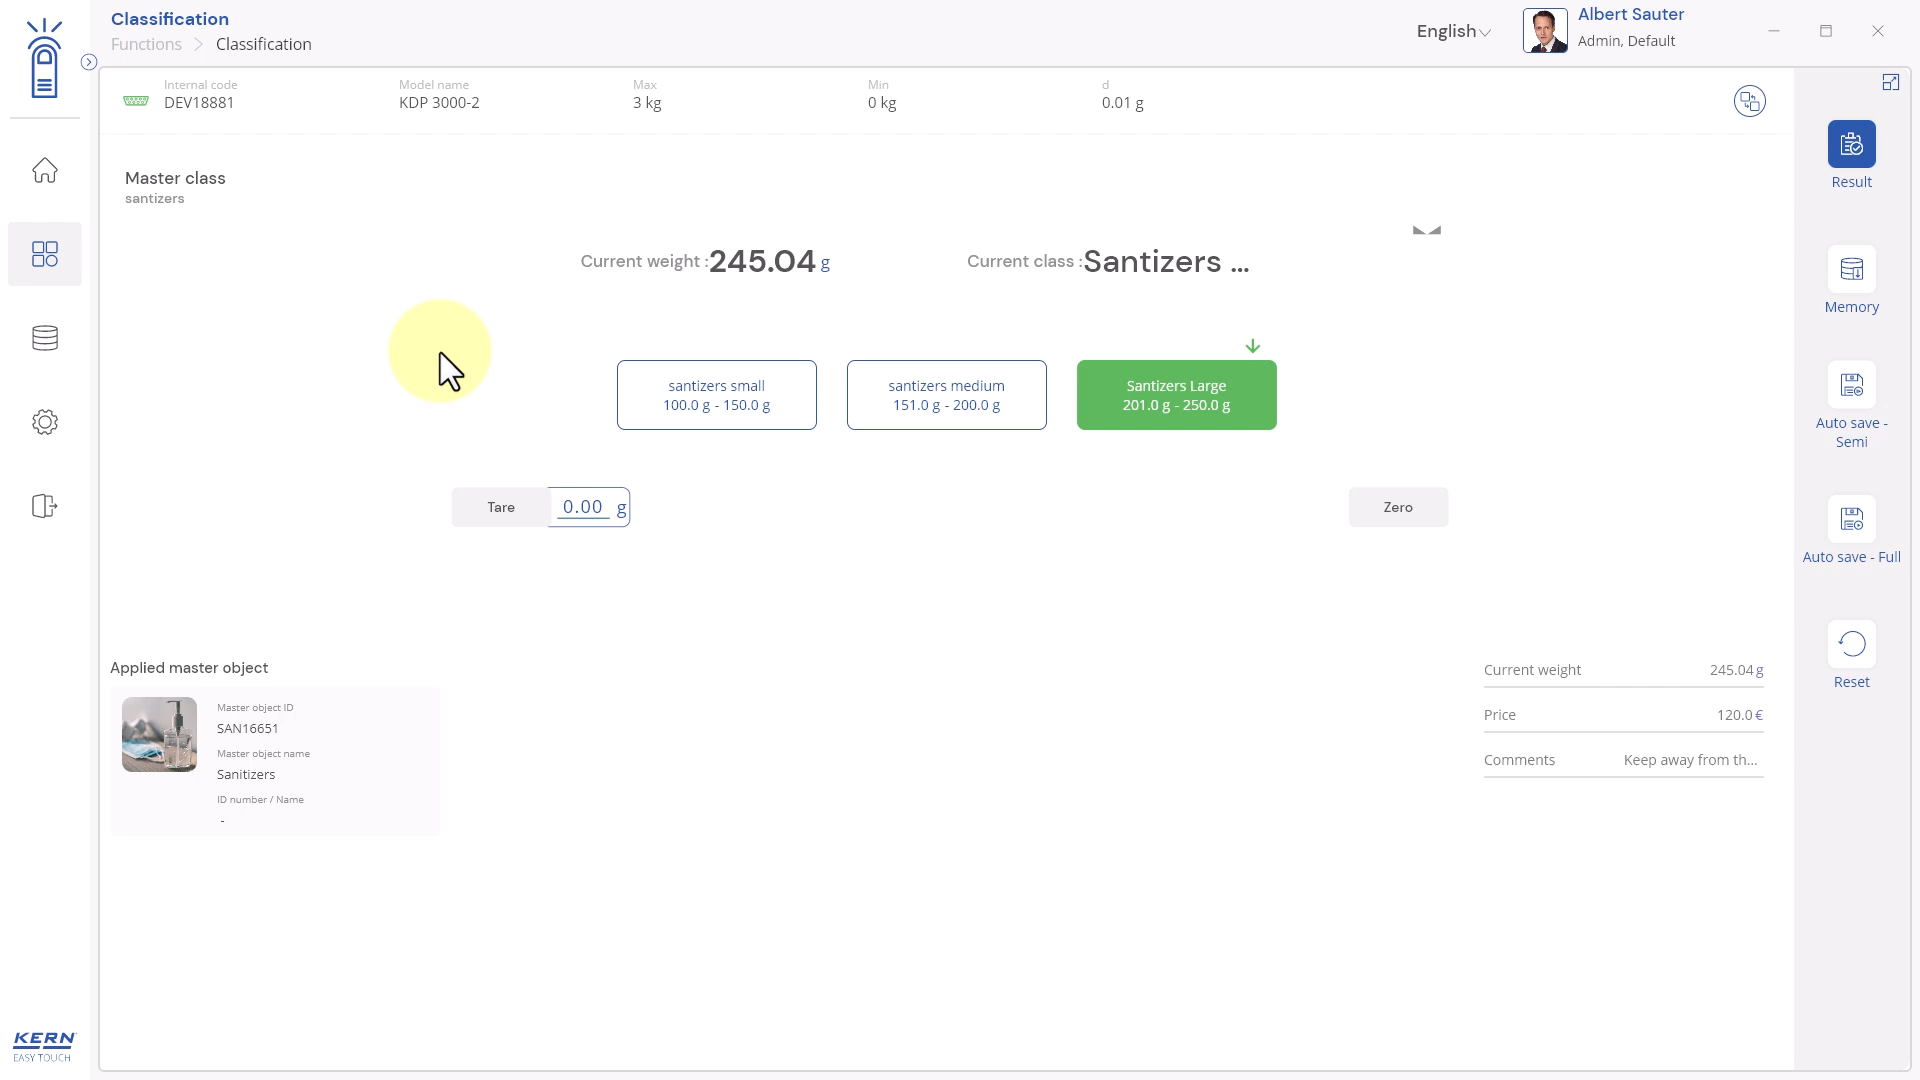 Classification
Functions
Classification
English
Albert Sauter
Admin, Default
Internal code
DEV18881
Model name
KDP 3000-2
Max
3 kg
Min
0 kg
d
0.01 g
Master class
santizers
Current weight :245.04 g
Current class :Santizers ...
santizers small
100.0 g - 150.0 g
santizers medium
151.0 g - 200.0 g
Santizers Large
201.0 g - 250.0 g
Tare
0.00 g
Zero
Result
Memory
Auto save -
Semi
Auto save - Full
Reset
Applied master object
Master object ID
SAN16651
Master object name
Sanitizers
ID number / Name
-
Current weight 245.04 g
Price 120.0 €
Comments Keep away from th...
KERN
EASY TOUCH